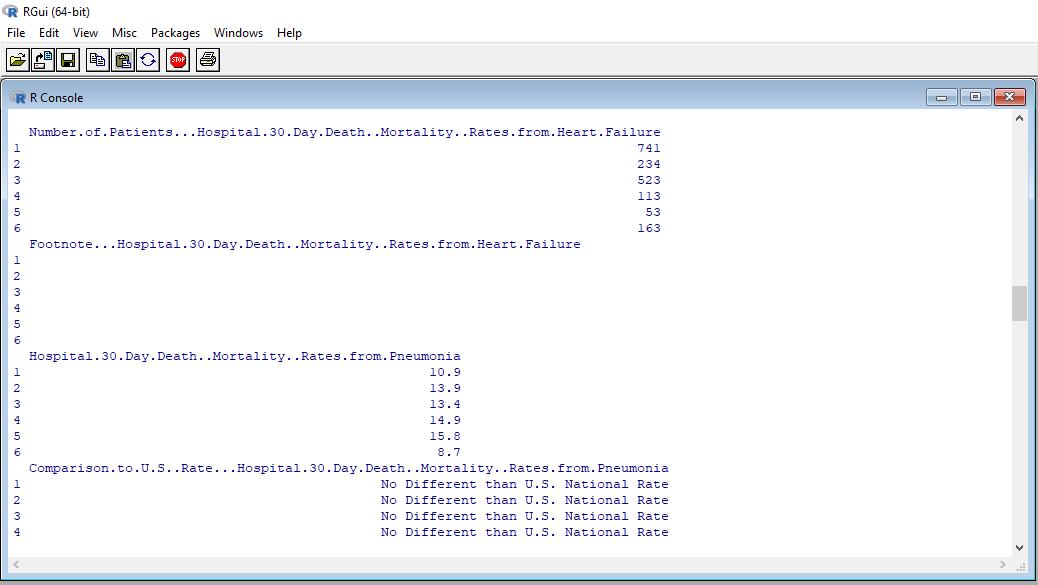 RGui (64-bit)
File Edit View Misc Packages Windows Help
STOP
R Console
Number.of.Patients...Hospital.30.Day.Death..Mortality..Rates.from.Heart.Failure
1 741
2 234
3 523
4 113
5 53
6 163
Footnote...Hospital.30.Day.Death..Mortality..Rates.from.Heart.Failure
1
2
3
4
5
6
Hospital.30.Day.Death..Mortality..Rates.from.Pneumonia
1 10.9
2 13.9
3 13.4
4 14.9
5 15.8
6 8.7
Comparison.to.U.S..Rate...Hospital.30.Day.Death..Mortality..Rates.from.Pneumonia
1 No Different than U.S. National Rate
2 No Different than U.S. National Rate
3 No Different than U.S. National Rate
4 No Different than U.S. National Rate